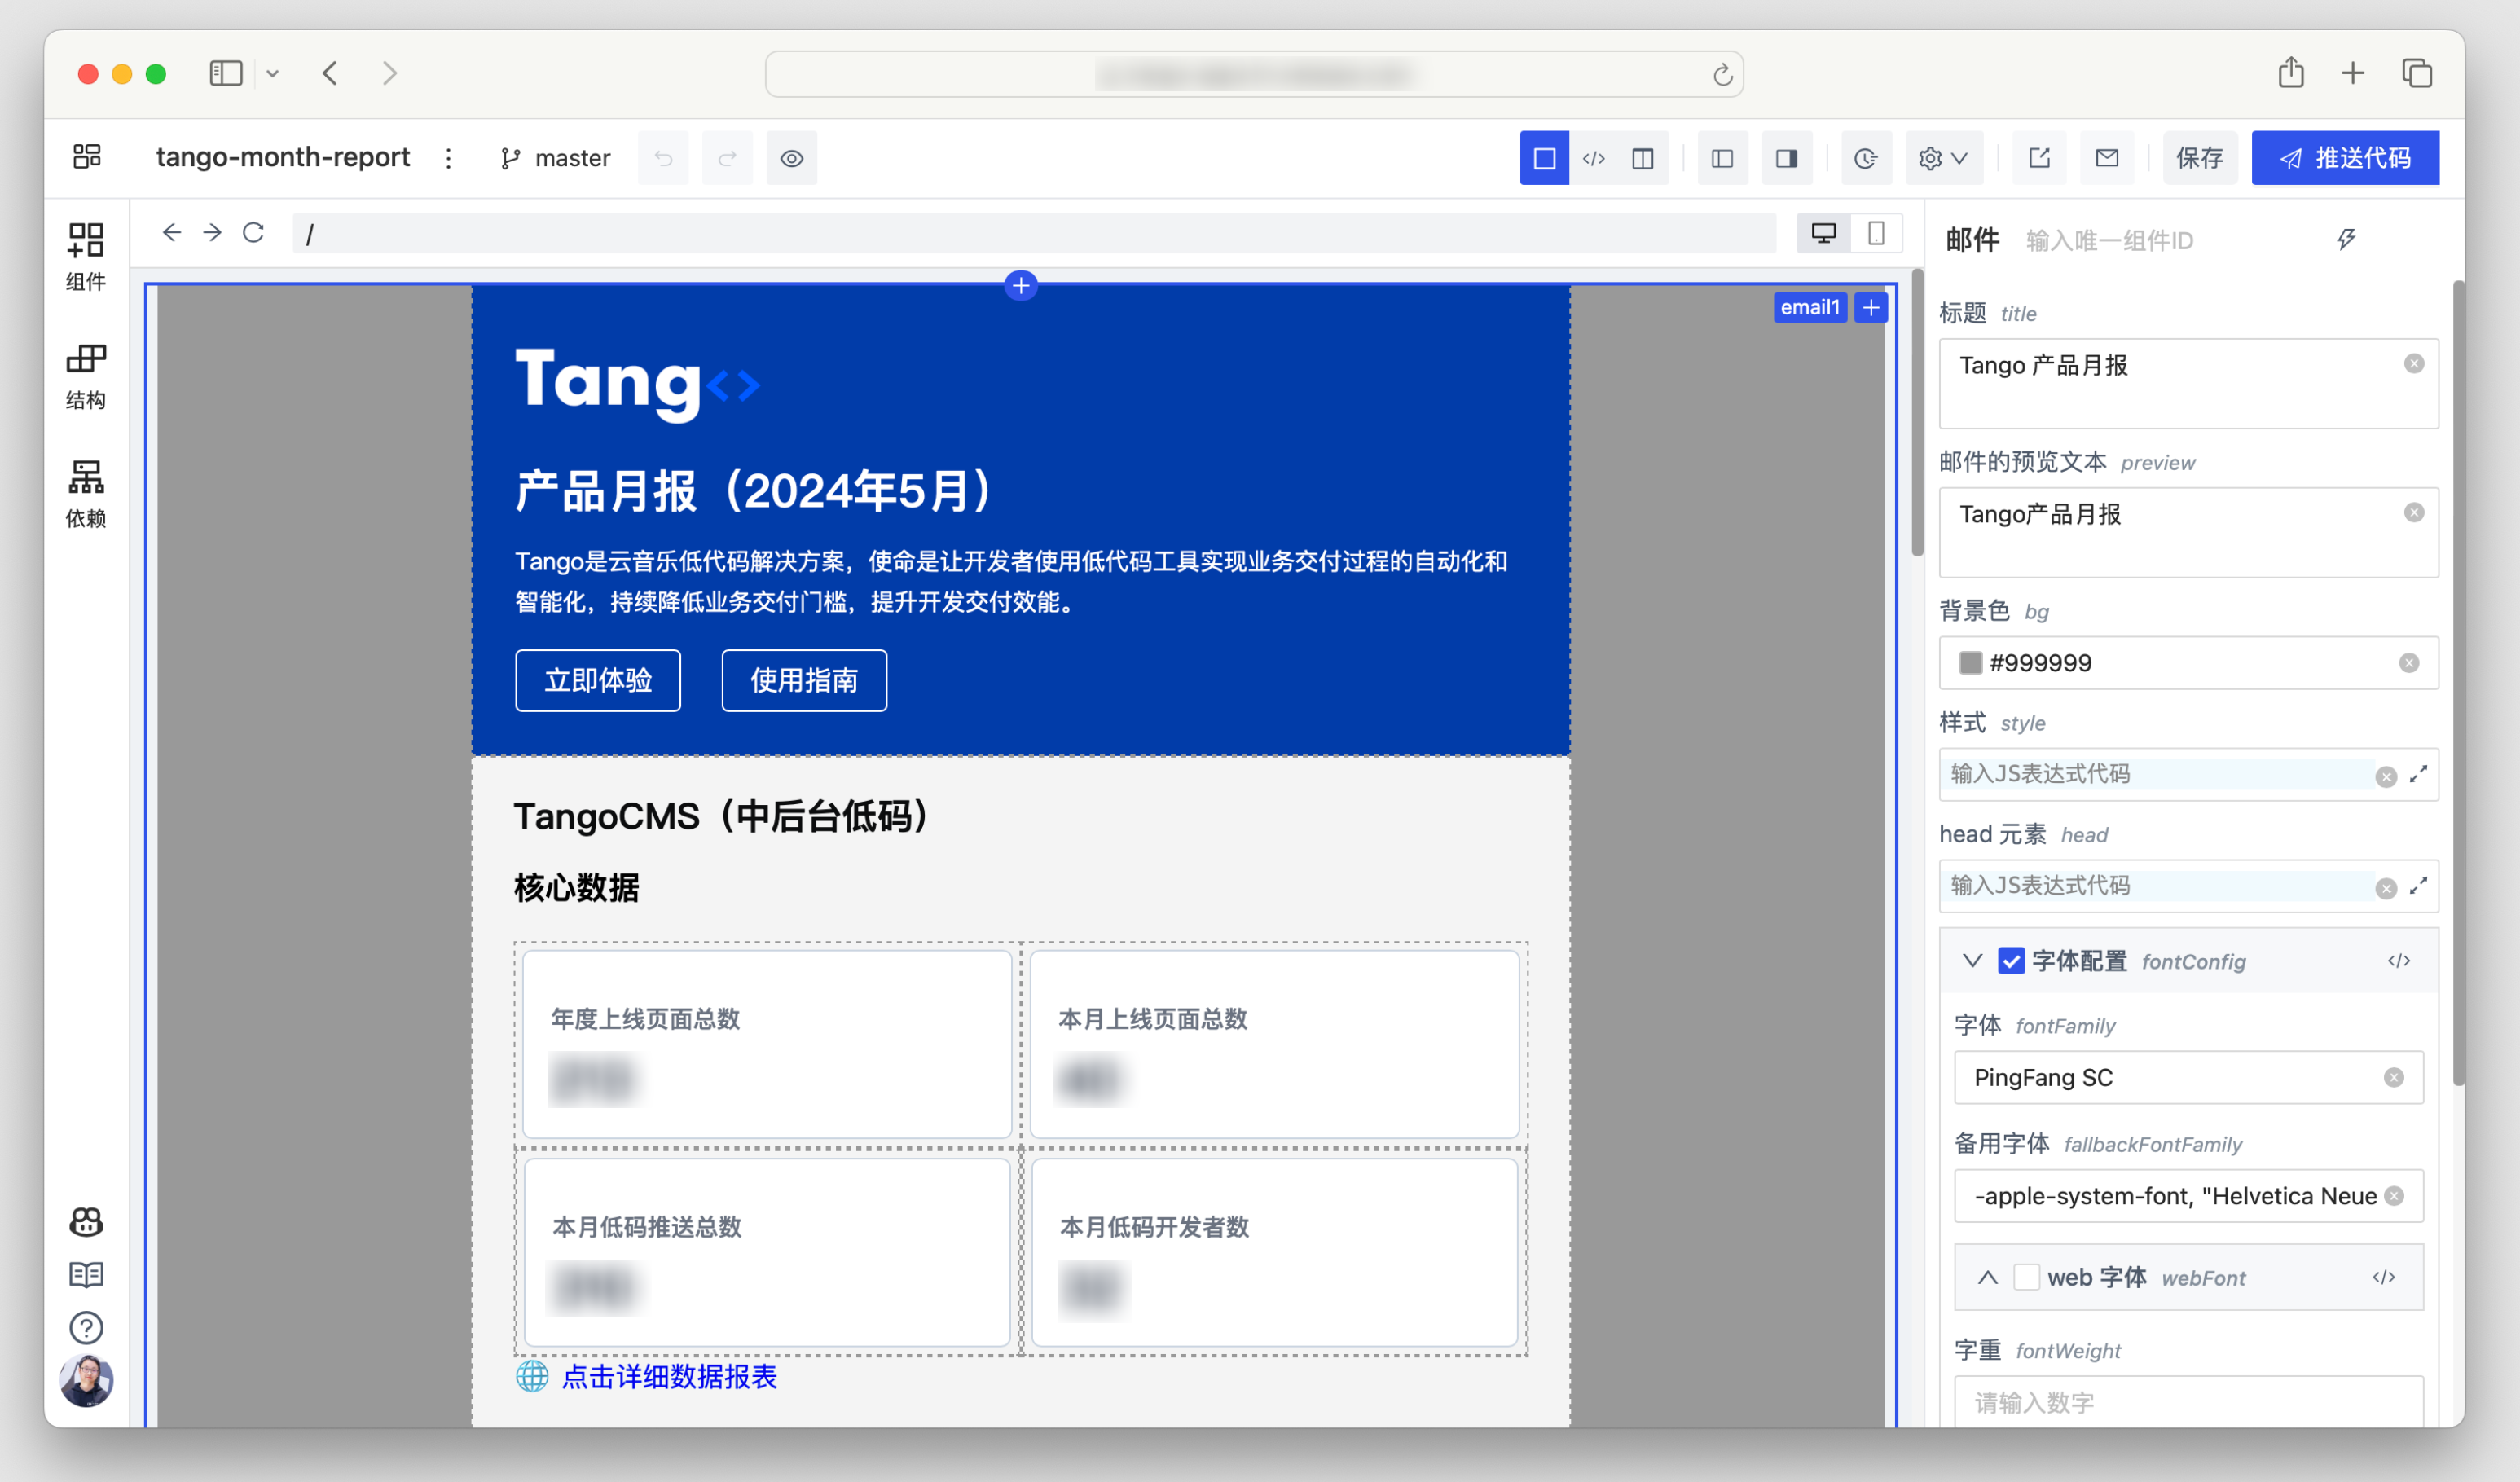 tango-month-report
master
保存
推送代码
组件
结构
依赖
/
email1
Tang<>
产品月报（2024年5月）
Tango是云音乐低代码解决方案，使命是让开发者使用低代码工具实现业务交付过程的自动化和
智能化，持续降低业务交付门槛，提升开发交付效能。
立即体验
使用指南
TangoCMS（中后台低码）
核心数据
年度上线页面总数
本月上线页面总数
本月低码推送总数
本月低码开发者数
点击详细数据报表
邮件 输入唯一组件ID
标题 title
Tango 产品月报
邮件的预览文本 preview
Tango产品月报
背景色 bg
#999999
样式 style
输入JS表达式代码
head 元素 head
输入JS表达式代码
字体配置 fontConfig
字体 fontFamily
PingFang SC
备用字体 fallbackFontFamily
-apple-system-font, "Helvetica Neue
web 字体 webFont
字重 fontWeight
请输入数字